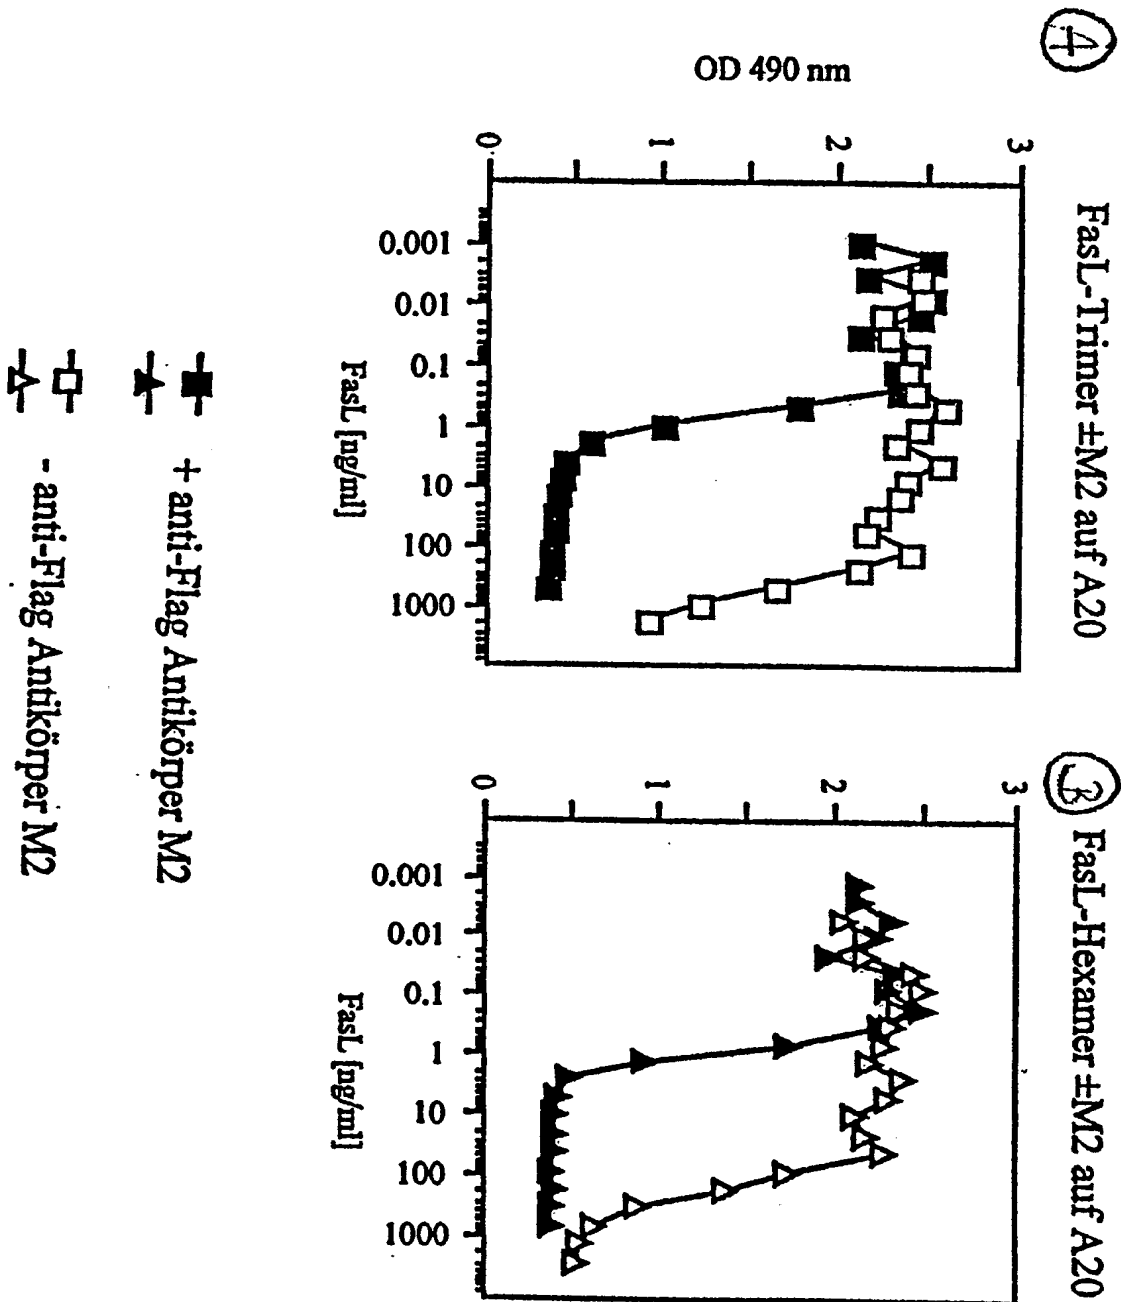 A
FasL-Trimer ±M2 auf A20
OD 490 nm
3
2
1
0
0.001
0.01
0.1
1
10
100
1000
FasL [ng/ml]
B
FasL-Hexamer ±M2 auf A20
3
2
1
0
0.001
0.01
0.1
1
10
100
1000
FasL [ng/ml]
+ anti-Flag Antikörper M2
- anti-Flag Antikörper M2